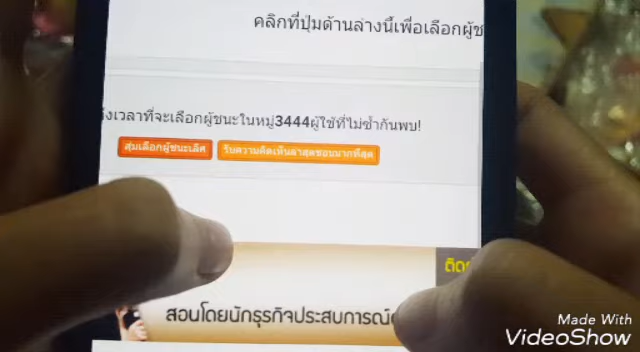 คลิกที่ปุ่มด้านล่างนี้เพื่อเลือกผู้ช
ถึงเวลาที่จะเลือกผู้ชนะในหมู่3444ผู้ใช้ที่ไม่ซ้ำกันพบ!
สุ่มเลือกผู้ชนะเลิศ
รับความคิดเห็นล่าสุดชอบมากที่สุด
ติด
สอนโดยนักธุรกิจประสบการณ์
Made With
VideoShow